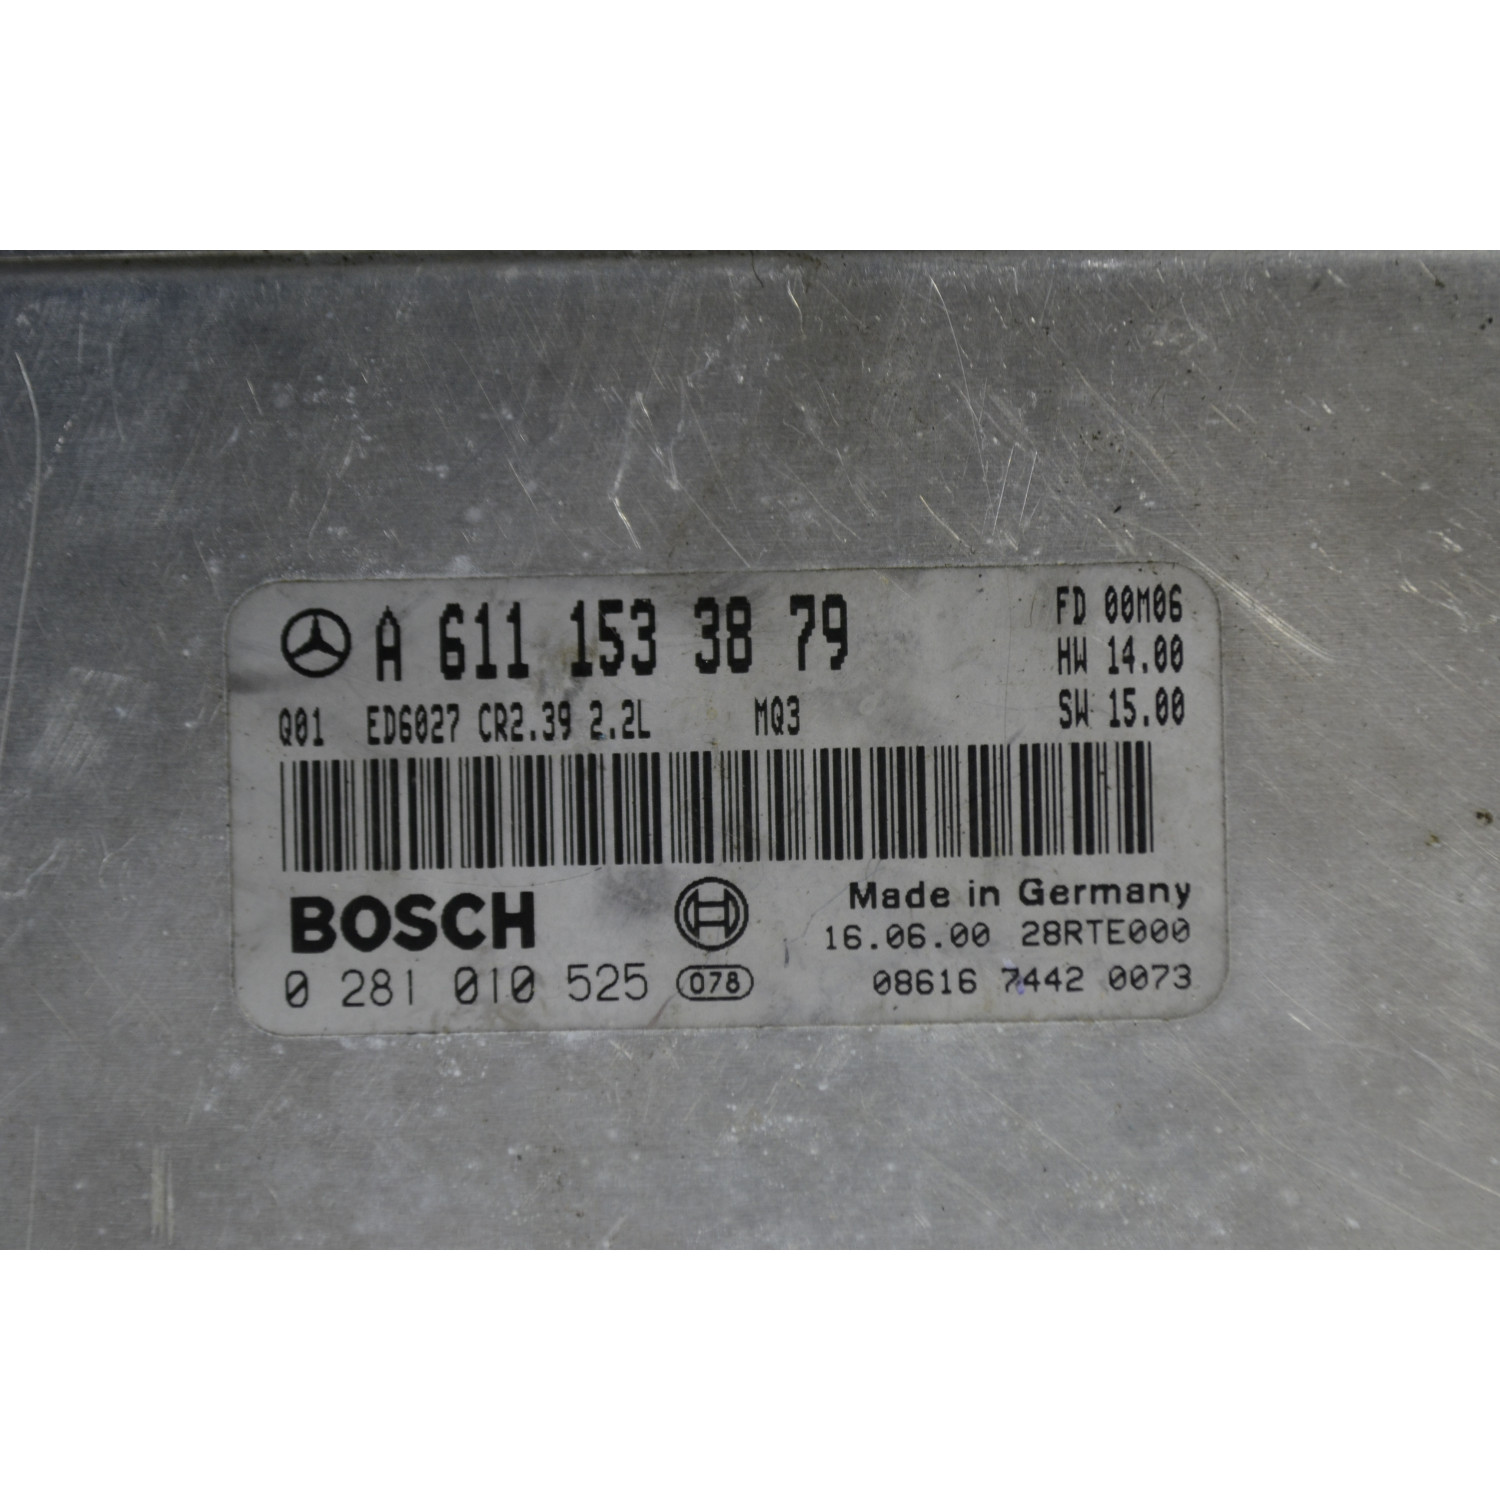 A 611 153 38 79
FD 00M06
HW 14.00
SW 15.00
Q01 ED6027 CR2.39 2.2L MQ3
BOSCH
Made in Germany
16.06.00 28RTE000
0 281 010 525 078
08616 7442 0073